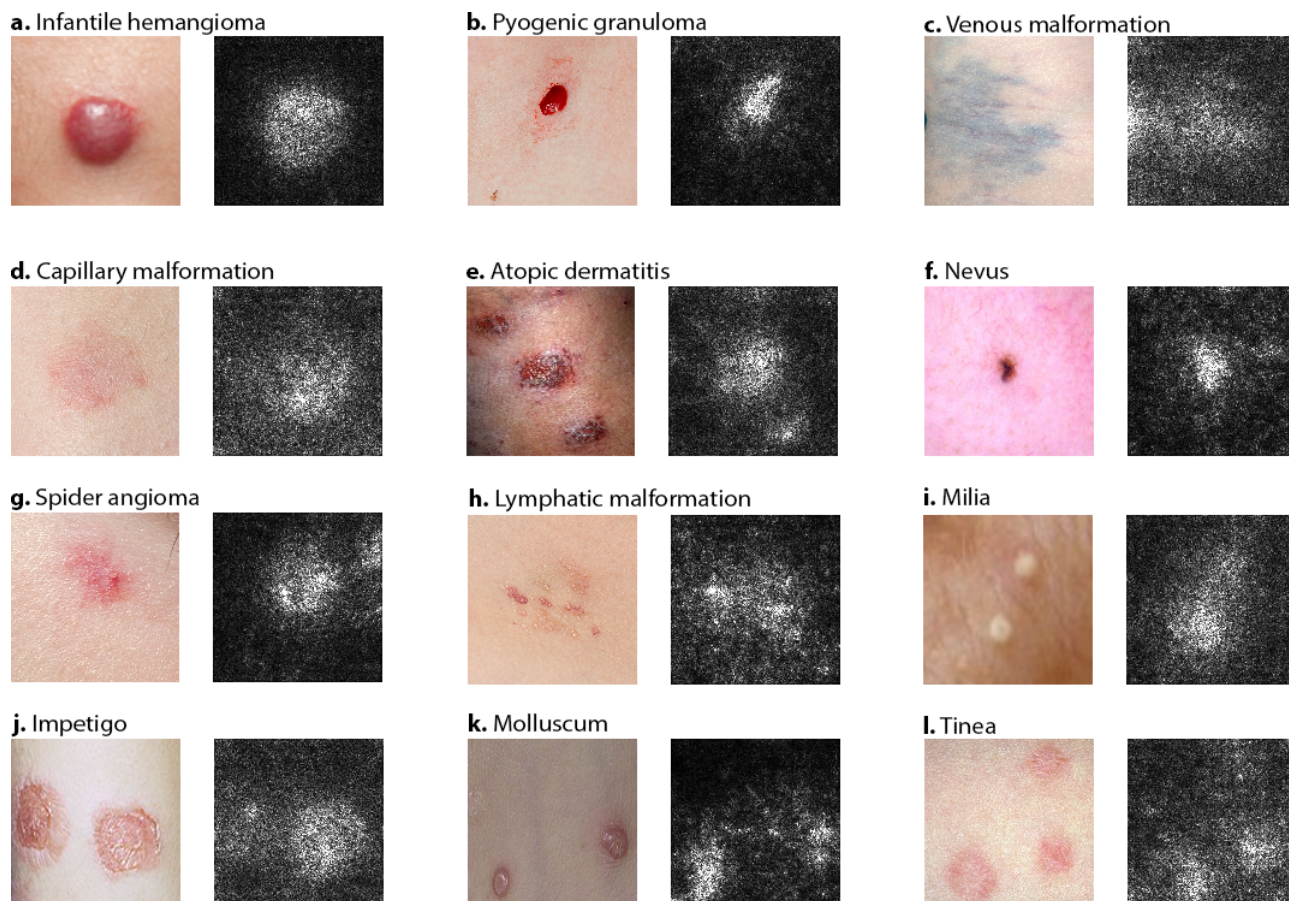 a. Infantile hemangioma
b. Pyogenic granuloma
c. Venous malformation
d. Capillary malformation
e. Atopic dermatitis
f. Nevus
g. Spider angioma
h. Lymphatic malformation
i. Milia
j. Impetigo
k. Molluscum
l. Tinea